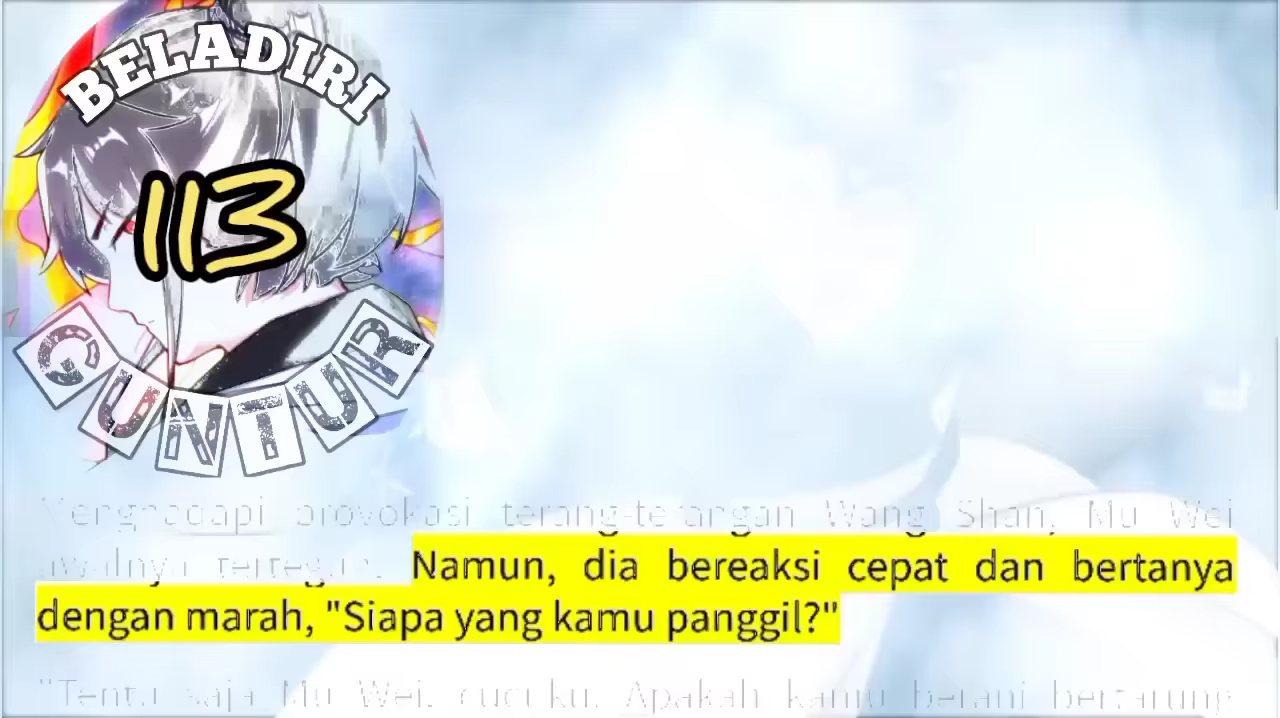 BELADIRI
113
GUNTUR
Menghadapi provokasi terang-terangan Wang Shan, Mu Wei
awalnya tertegun. Namun, dia bereaksi cepat dan bertanya
dengan marah, "Siapa yang kamu panggil?"
"Tentu saja Mu Wei, cucuku. Apakah kamu berani bertarung